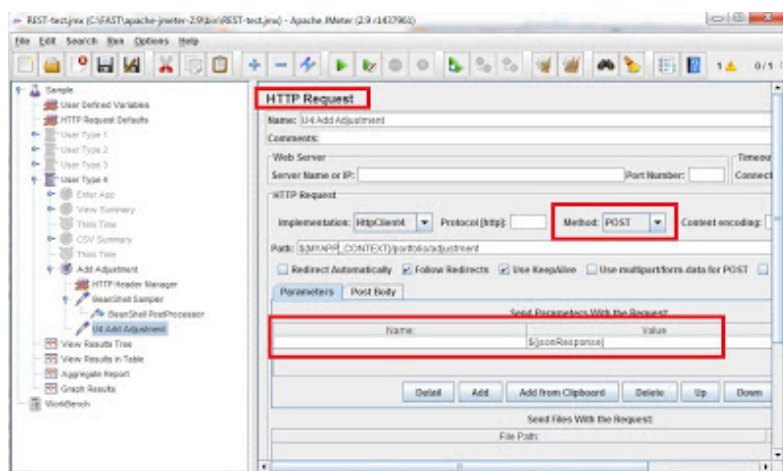 REST-test.jmx (C:\FAST\apache-jmeter-2.9\bin\REST-test.jmx) - Apache JMeter (2.9 r1437961)
File Edit Search Run Options Help
1 0 / 1
Sample
User Defined Variables
HTTP Request Defaults
User Type 1
User Type 2
User Type 3
User Type 4
Enter App
View Summary
Think Time
CSV Summary
Think Time
Add Adjustment
HTTP Header Manager
BeanShell Sampler
BeanShell PostProcessor
U4 Add Adjustment
View Results Tree
View Results in Table
Aggregate Report
Graph Results
WorkBench
HTTP Request
Name: U4 Add Adjustment
Comments:
Web Server Timeou
Server Name or IP: Port Number: Connect
HTTP Request
Implementation: HttpClient4 Protocol [http]: Method: POST Content encoding:
Path: ${MYAPP_CONTEXT}/portfolio/adjustment
Redirect Automatically Follow Redirects Use KeepAlive Use multipart/form-data for POST
Parameters Post Body
Send Parameters With the Request:
Name: Value
${jsonResponse}
Detail Add Add from Clipboard Delete Up Down
Send Files With the Request:
File Path: